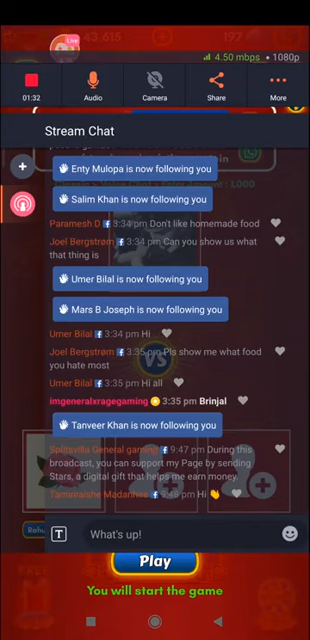 Live
43,615
197
4.50 mbps • 1080p
01:32
Audio
Camera
Share
More
Stream Chat
Enty Mulopa is now following you
Salim Khan is now following you
Paramesh D 3:34 pm Don't like homemade food
Joel Bergstrøm 3:34 pm Can you show us what
that thing is
Umer Bilal is now following you
Mars B Joseph is now following you
Umer Bilal 3:34 pm Hi
Joel Bergstrøm 3:35 pm Pls show me what food
you hate most
Umer Bilal 3:35 pm Hi all
imgeneralxragegaming 3:35 pm Brinjal
Tanveer Khan is now following you
Splitsvilla General gaming 9:47 pm During this
broadcast, you can support my Page by sending
Stars, a digital gift that helps me earn money.
9:48 pm Hi 👋
T
What's up!
Play
You will start the game